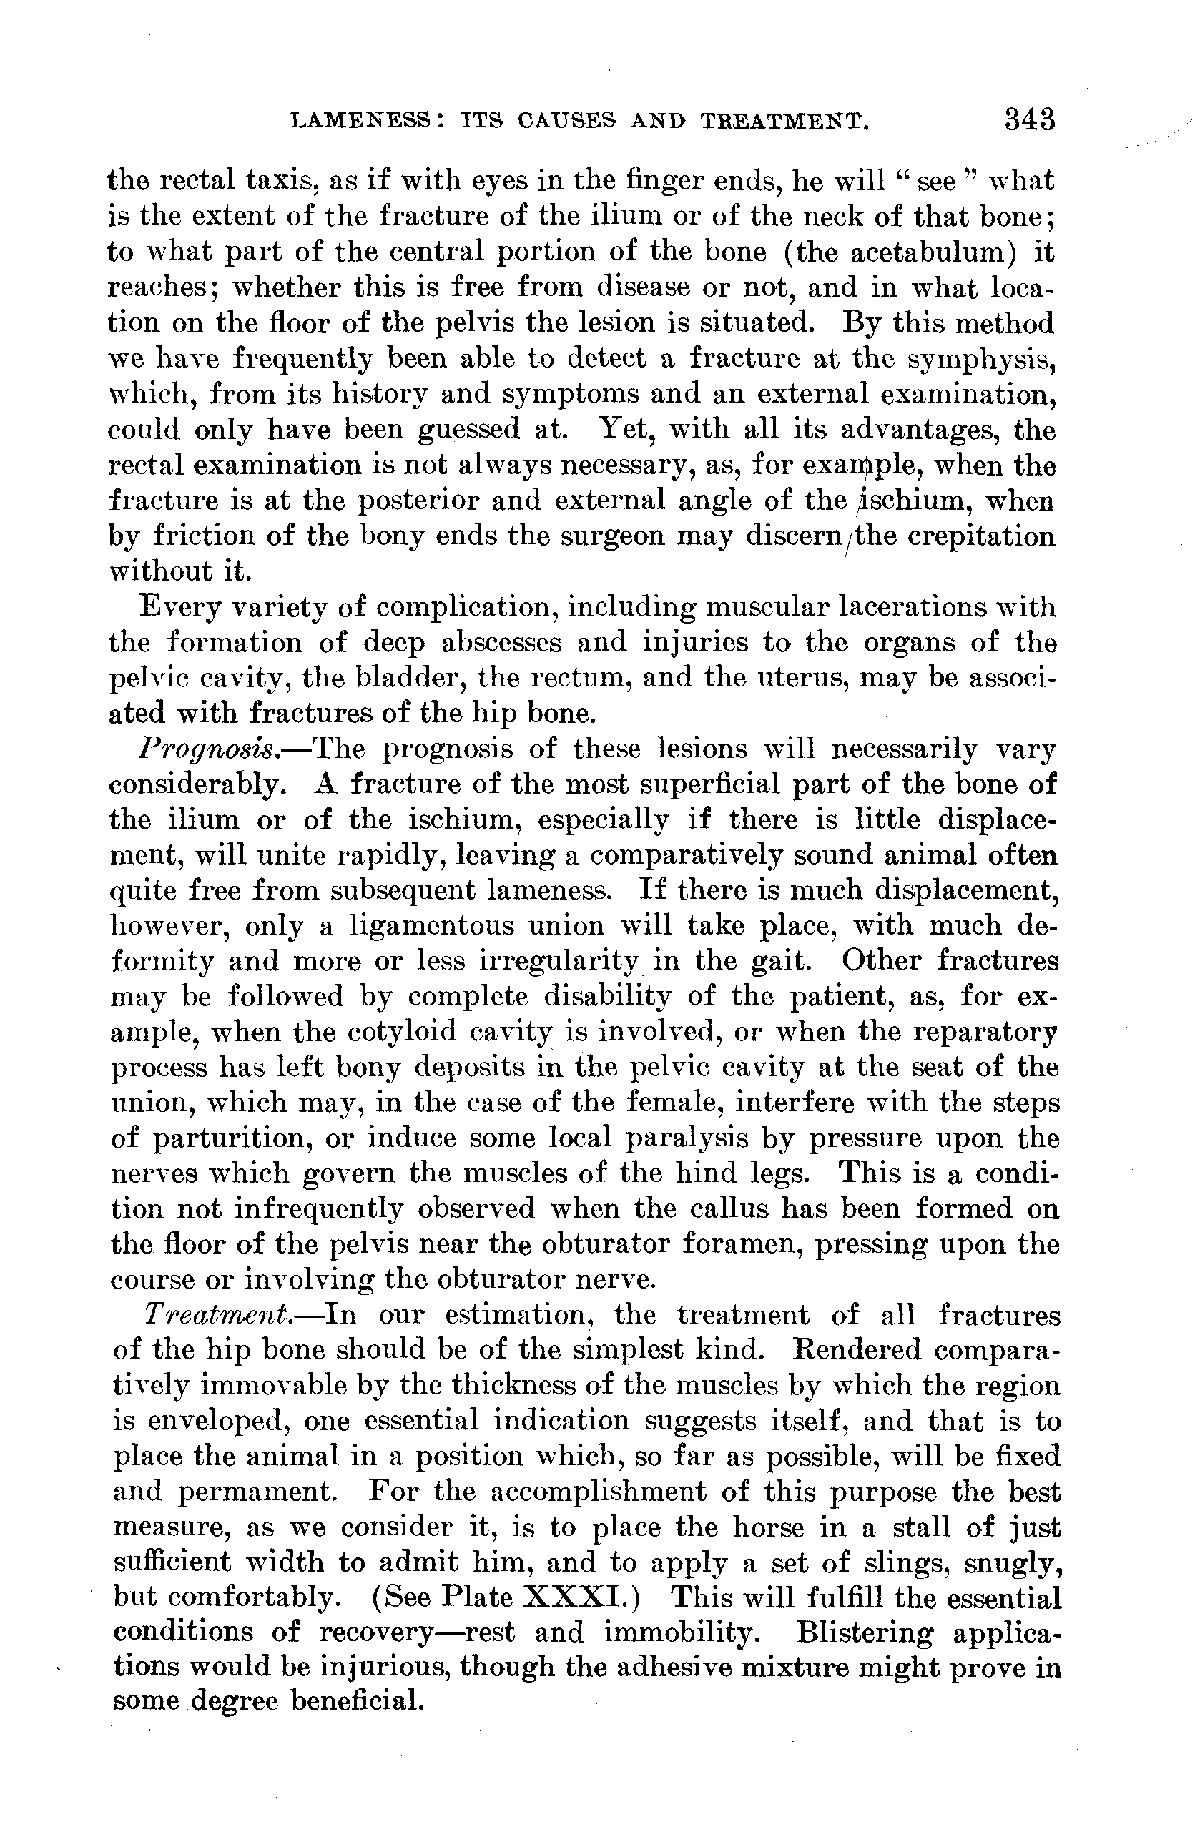 LAMENESS: ITS CAUSES AND TREATMENT. 343
the rectal taxis, as if with eyes in the finger ends, he will “ see ” what
is the extent of the fracture of the ilium or of the neck of that bone;
to what part of the central portion of the bone (the acetabulum) it
reaches; whether this is free from disease or not, and in what loca-
tion on the floor of the pelvis the lesion is situated. By this method
we have frequently been able to detect a fracture at the symphysis,
which, from its history and symptoms and an external examination,
could only have been guessed at. Yet, with all its advantages, the
rectal examination is not always necessary, as, for example, when the
fracture is at the posterior and external angle of the ischium, when
by friction of the bony ends the surgeon may discern the crepitation
without it.
Every variety of complication, including muscular lacerations with
the formation of deep abscesses and injuries to the organs of the
pelvic cavity, the bladder, the rectum, and the uterus, may be associ-
ated with fractures of the hip bone.
Prognosis.—The prognosis of these lesions will necessarily vary
considerably. A fracture of the most superficial part of the bone of
the ilium or of the ischium, especially if there is little displace-
ment, will unite rapidly, leaving a comparatively sound animal often
quite free from subsequent lameness. If there is much displacement,
however, only a ligamentous union will take place, with much de-
formity and more or less irregularity in the gait. Other fractures
may be followed by complete disability of the patient, as, for ex-
ample, when the cotyloid cavity is involved, or when the reparatory
process has left bony deposits in the pelvic cavity at the seat of the
union, which may, in the case of the female, interfere with the steps
of parturition, or induce some local paralysis by pressure upon the
nerves which govern the muscles of the hind legs. This is a condi-
tion not infrequently observed when the callus has been formed on
the floor of the pelvis near the obturator foramen, pressing upon the
course or involving the obturator nerve.
Treatment.—In our estimation, the treatment of all fractures
of the hip bone should be of the simplest kind. Rendered compara-
tively immovable by the thickness of the muscles by which the region
is enveloped, one essential indication suggests itself, and that is to
place the animal in a position which, so far as possible, will be fixed
and permament. For the accomplishment of this purpose the best
measure, as we consider it, is to place the horse in a stall of just
sufficient width to admit him, and to apply a set of slings, snugly,
but comfortably. (See Plate XXXI.) This will fulfill the essential
conditions of recovery—rest and immobility. Blistering applica-
tions would be injurious, though the adhesive mixture might prove in
some degree beneficial.